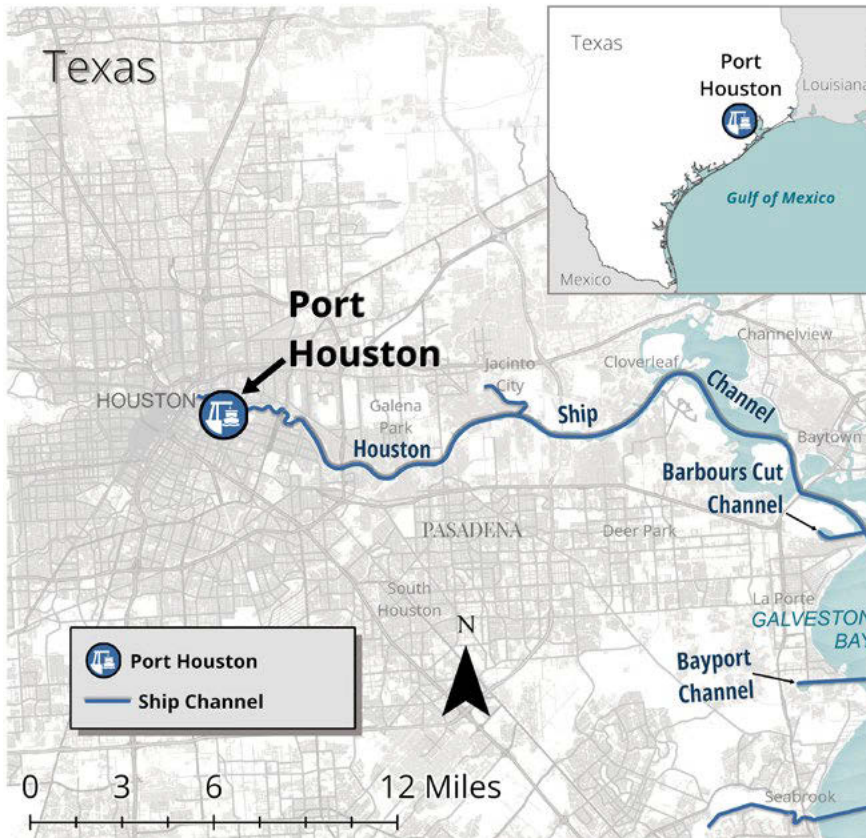 Texas
Texas
Port
Houston
Louisiana
Gulf of Mexico
Mexico
Port
Houston
HOUSTON
Channelview
Cloverleaf
Jacinto
City
Galena
Park
Channel
Ship
Houston
Baytown
Barbours Cut
Channel
PASADENA
Deer Park
South
Houston
La Porte
GALVESTON
BAY
N
Port Houston
Ship Channel
Bayport
Channel
0 3 6 12 Miles
Seabrook